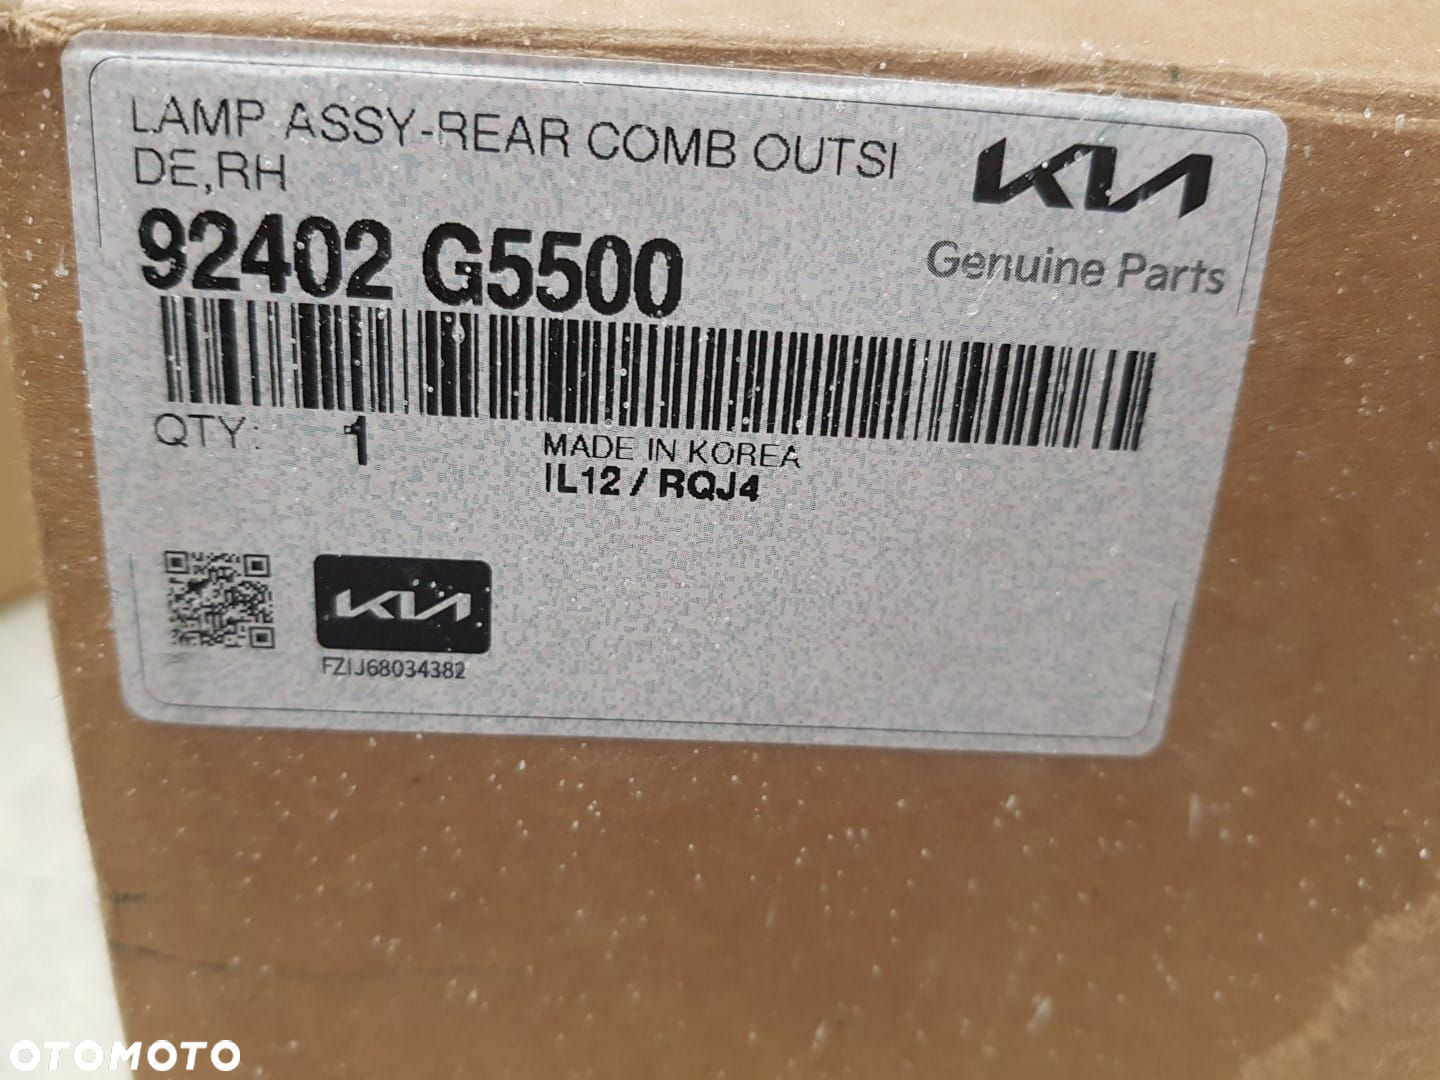 LAMP ASSY-REAR COMB OUTSI
DE,RH
KIA
92402 G5500
Genuine Parts
QTY: 1
MADE IN KOREA
IL12 / RQJ4
KIA
FZIJ68034382
OTOMOTO